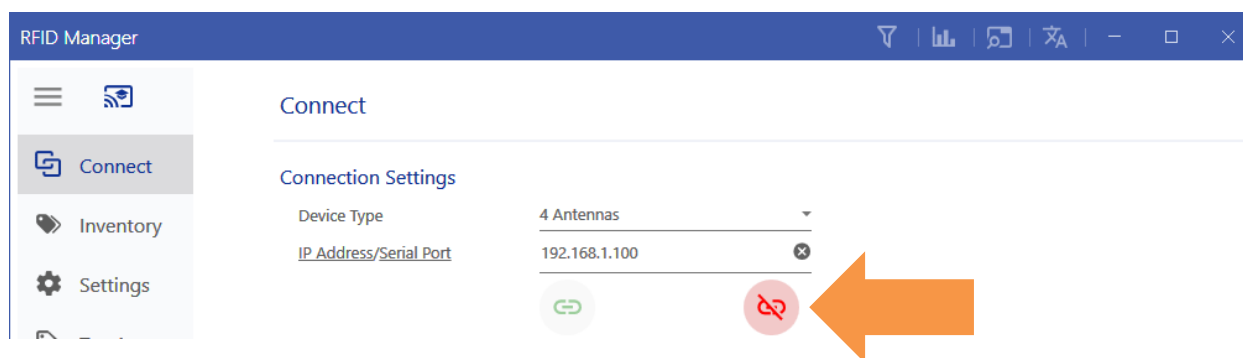 RFID Manager
Connect
Connect
Connection Settings
Device Type 4 Antennas
Inventory
IP Address/Serial Port 192.168.1.100
Settings